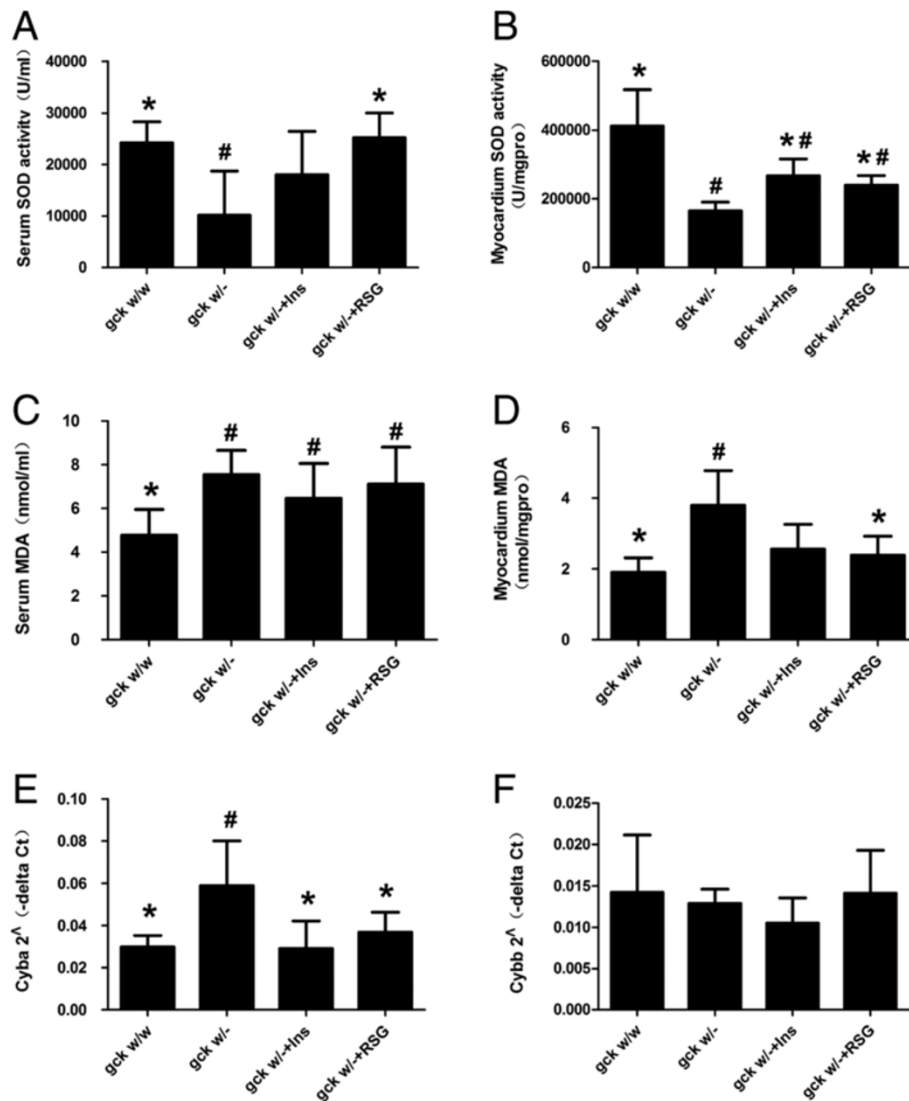 A
Serum SOD activity（U/ml）
40000
30000
20000
10000
0
*
#
*
gck w/w
gck w/-
gck w/-+Ins
gck w/-+RSG
B
Myocardium SOD activity
（U/mgpro）
600000
400000
200000
0
*
#
*#
*#
gck w/w
gck w/-
gck w/-+Ins
gck w/-+RSG
C
Serum MDA（nmol/ml）
10
8
6
4
2
0
*
#
#
#
gck w/w
gck w/-
gck w/-+Ins
gck w/-+RSG
D
Myocardium MDA
（nmol/mgpro）
6
4
2
0
*
#
*
gck w/w
gck w/-
gck w/-+Ins
gck w/-+RSG
E
Cyba 2^（-delta Ct）
0.10
0.08
0.06
0.04
0.02
0.00
*
#
*
*
gck w/w
gck w/-
gck w/-+Ins
gck w/-+RSG
F
Cybb 2^（-delta Ct）
0.025
0.020
0.015
0.010
0.005
0.000
gck w/w
gck w/-
gck w/-+Ins
gck w/-+RSG